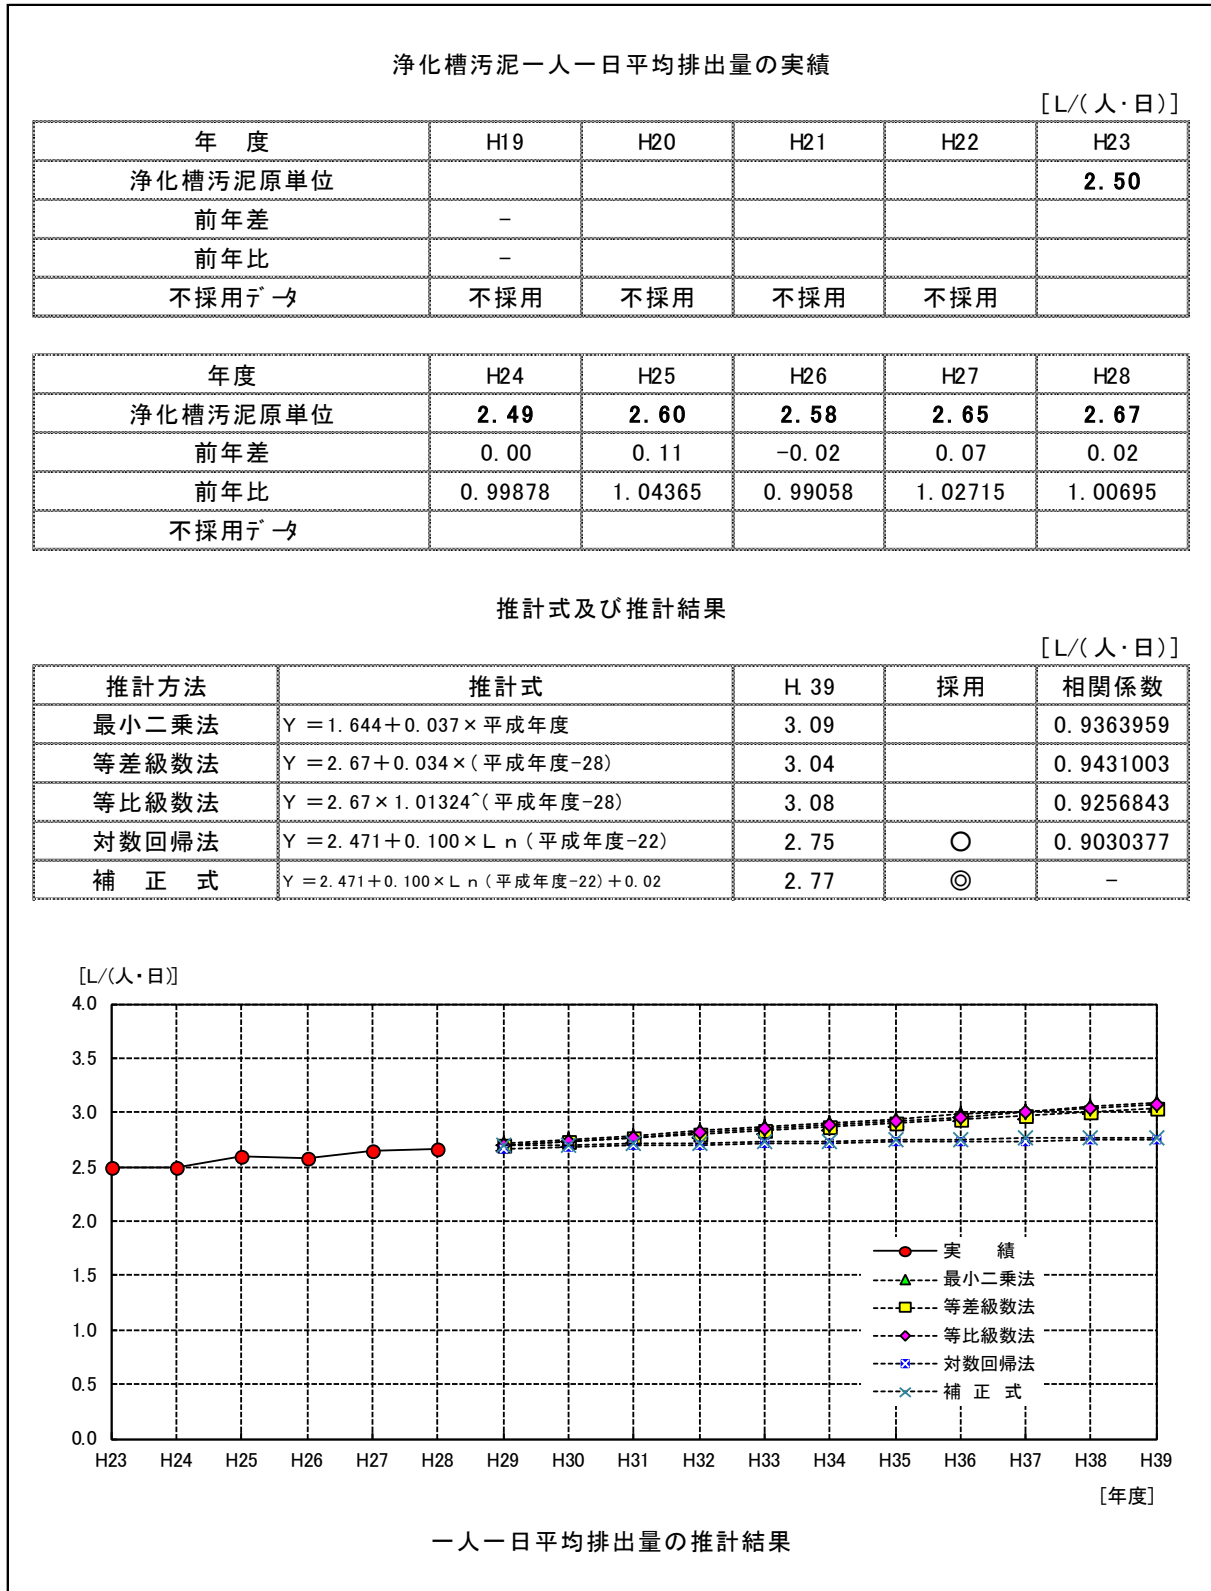 浄化槽汚泥一人一日平均排出量の実績
[L/(人・日)]
年　度 H19 H20 H21 H22 H23
浄化槽汚泥原単位 2.50
前年差 －
前年比 －
不採用データ 不採用 不採用 不採用 不採用
年度 H24 H25 H26 H27 H28
浄化槽汚泥原単位 2.49 2.60 2.58 2.65 2.67
前年差 0.00 0.11 -0.02 0.07 0.02
前年比 0.99878 1.04365 0.99058 1.02715 1.00695
不採用データ
推計式及び推計結果
[L/(人・日)]
推計方法 推計式 H.39 採用 相関係数
最小二乗法 Y＝1.644＋0.037×平成年度 3.09 0.9363959
等差級数法 Y＝2.67＋0.034×(平成年度-28) 3.04 0.9431003
等比級数法 Y＝2.67×1.01324^(平成年度-28) 3.08 0.9256843
対数回帰法 Y＝2.471＋0.100×Ｌｎ(平成年度-22) 2.75 ○ 0.9030377
補　正　式 Y＝2.471＋0.100×Ｌｎ(平成年度-22)＋0.02 2.77 ◎ －
[L/(人・日)]
4.0
3.5
3.0
2.5
2.0
1.5
1.0
0.5
0.0
実　績
最小二乗法
等差級数法
等比級数法
対数回帰法
補 正 式
H23 H24 H25 H26 H27 H28 H29 H30 H31 H32 H33 H34 H35 H36 H37 H38 H39
[年度]
一人一日平均排出量の推計結果